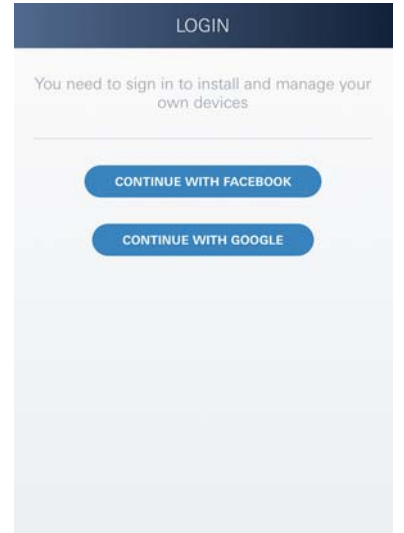 LOGIN
You need to sign in to install and manage your
own devices
CONTINUE WITH FACEBOOK
CONTINUE WITH GOOGLE